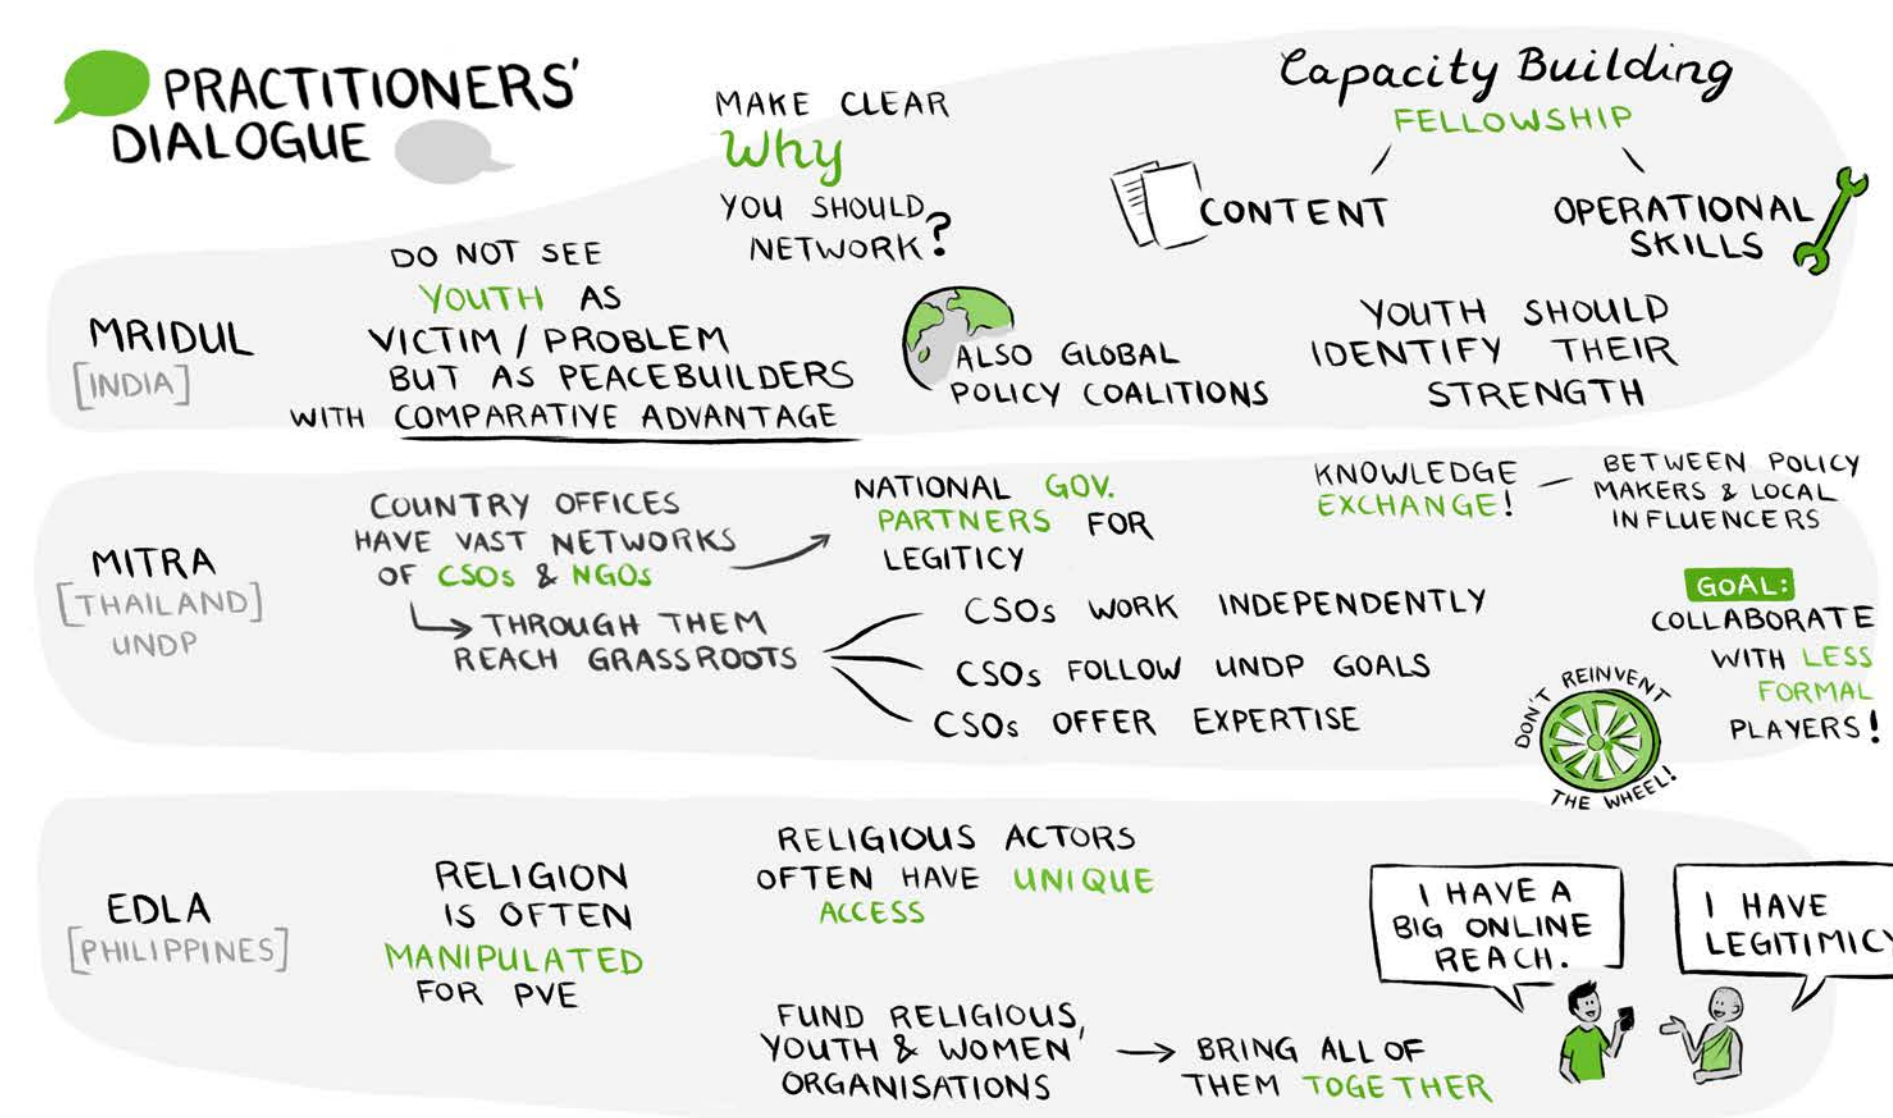 PRACTITIONERS'
DIALOGUE
MAKE CLEAR
Why
YOU SHOULD
NETWORK?
Capacity Building
FELLOWSHIP
CONTENT
OPERATIONAL
SKILLS
MRIDUL
[INDIA]
DO NOT SEE
YOUTH AS
VICTIM / PROBLEM
BUT AS PEACEBUILDERS
WITH COMPARATIVE ADVANTAGE
ALSO GLOBAL
POLICY COALITIONS
YOUTH SHOULD
IDENTIFY THEIR
STRENGTH
MITRA
[THAILAND]
UNDP
COUNTRY OFFICES
HAVE VAST NETWORKS
OF CSOs & NGOs
THROUGH THEM
REACH GRASSROOTS
NATIONAL GOV.
PARTNERS FOR
LEGITICY
CSOs WORK INDEPENDENTLY
CSOs FOLLOW UNDP GOALS
CSOs OFFER EXPERTISE
KNOWLEDGE
EXCHANGE!
BETWEEN POLICY
MAKERS & LOCAL
INFLUENCERS
GOAL:
COLLABORATE
WITH LESS
FORMAL
PLAYERS!
DON'T REINVENT
THE WHEEL!
EDLA
[PHILIPPINES]
RELIGION
IS OFTEN
MANIPULATED
FOR PVE
RELIGIOUS ACTORS
OFTEN HAVE UNIQUE
ACCESS
FUND RELIGIOUS,
YOUTH & WOMEN'
ORGANISATIONS
BRING ALL OF
THEM TOGETHER
I HAVE A
BIG ONLINE
REACH.
I HAVE
LEGITIMICY